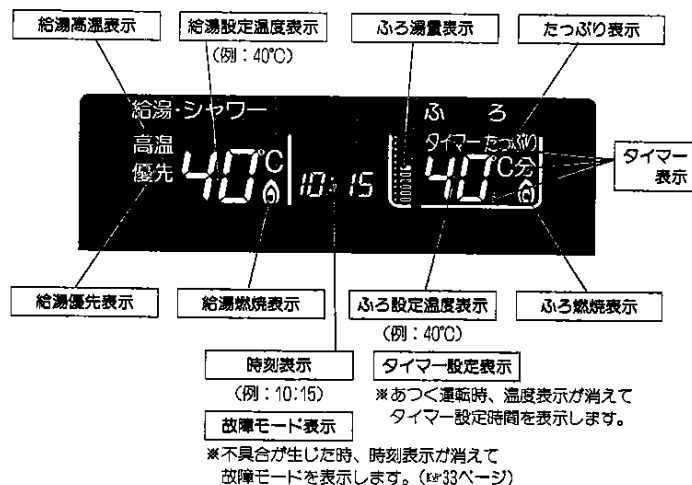 給湯高温表示
給湯設定温度表示
(例：40℃)
ふろ湯量表示
たっぷり表示
給湯・シャワー
ふ ろ
高温
優先
40℃
10:15
タイマー たっぷり
40℃分
タイマー
表示
給湯優先表示
給湯燃焼表示
ふろ設定温度表示
(例：40℃)
ふろ燃焼表示
時刻表示
(例：10:15)
タイマー設定表示
※あつく運転時、温度表示が消えて
タイマー設定時間を表示します。
故障モード表示
※不具合が生じた時、時刻表示が消えて
故障モードを表示します。(☞33ページ)